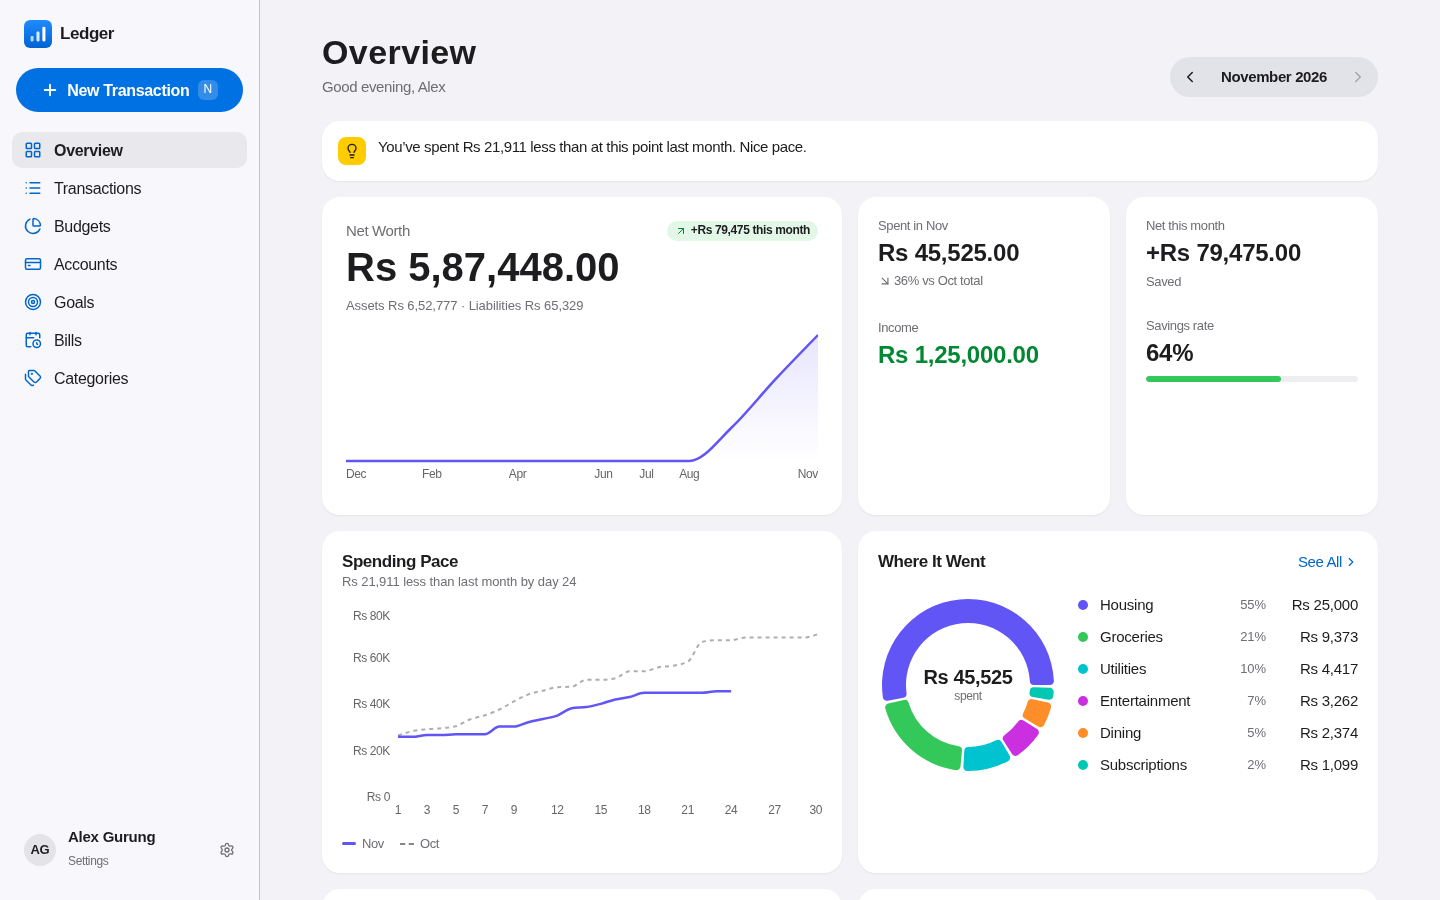 Ledger
New Transaction N
Overview
Transactions
Budgets
Accounts
Goals
Bills
Categories
AG
Alex Gurung
Settings
Overview
Good evening, Alex
November 2026
You've spent Rs 21,911 less than at this point last month. Nice pace.
Net Worth
+Rs 79,475 this month
Rs 5,87,448.00
Assets Rs 6,52,777 · Liabilities Rs 65,329
Dec Feb Apr Jun Jul Aug Nov
Spent in Nov
Rs 45,525.00
36% vs Oct total
Income
Rs 1,25,000.00
Net this month
+Rs 79,475.00
Saved
Savings rate
64%
Spending Pace
Rs 21,911 less than last month by day 24
Rs 80K
Rs 60K
Rs 40K
Rs 20K
Rs 0
1 3 5 7 9 12 15 18 21 24 27 30
Nov Oct
Where It Went
See All
Rs 45,525
spent
Housing 55% Rs 25,000
Groceries 21% Rs 9,373
Utilities 10% Rs 4,417
Entertainment 7% Rs 3,262
Dining 5% Rs 2,374
Subscriptions 2% Rs 1,099